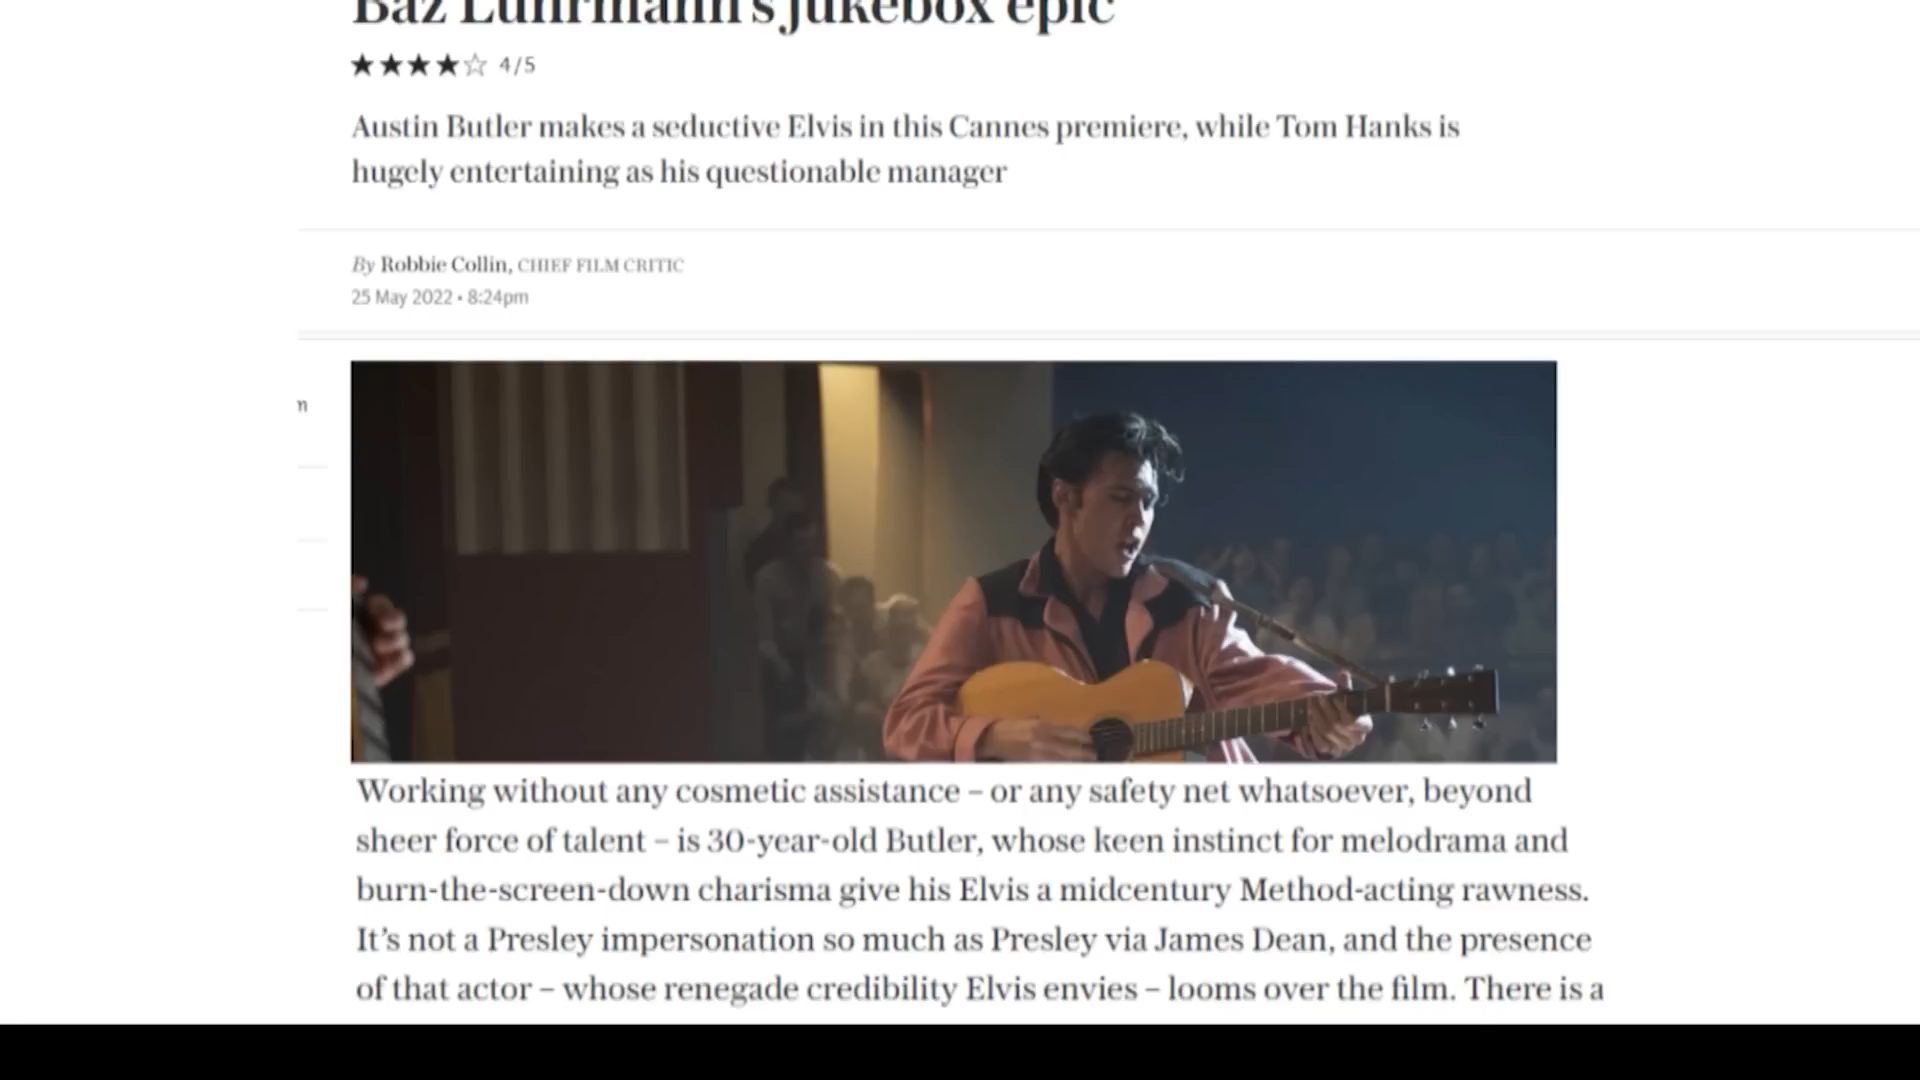 Baz Luhrmann's jukebox epic
4/5
Austin Butler makes a seductive Elvis in this Cannes premiere, while Tom Hanks is
hugely entertaining as his questionable manager
By Robbie Collin, CHIEF FILM CRITIC
25 May 2022 • 8:24pm
Working without any cosmetic assistance – or any safety net whatsoever, beyond
sheer force of talent – is 30-year-old Butler, whose keen instinct for melodrama and
burn-the-screen-down charisma give his Elvis a midcentury Method-acting rawness.
It's not a Presley impersonation so much as Presley via James Dean, and the presence
of that actor – whose renegade credibility Elvis envies – looms over the film. There is a